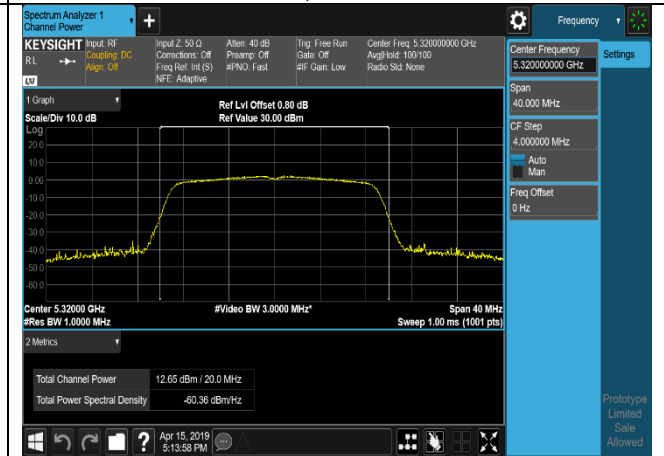 Spectrum Analyzer 1
Channel Power
+
Frequency
KEYSIGHT
RL
LXI
Input: RF
Coupling: DC
Align: Off
Input Z: 50 Ω
Corrections: Off
Freq Ref: Int (S)
NFE: Adaptive
Atten: 40 dB
Preamp: Off
#PNO: Fast
Trig: Free Run
Gate: Off
#IF Gain: Low
Center Freq: 5.320000000 GHz
Avg|Hold: 100/100
Radio Std: None
Center Frequency
5.320000000 GHz
Settings
Span
40.000 MHz
CF Step
4.000000 MHz
Auto
Man
Freq Offset
0 Hz
1 Graph
Scale/Div 10.0 dB
Ref Lvl Offset 0.80 dB
Ref Value 30.00 dBm
Log
20.0
10.0
0.00
-10.0
-20.0
-30.0
-40.0
-50.0
-60.0
Center 5.32000 GHz
#Video BW 3.0000 MHz*
Span 40 MHz
#Res BW 1.0000 MHz
Sweep 1.00 ms (1001 pts)
2 Metrics
Total Channel Power 12.65 dBm / 20.0 MHz
Total Power Spectral Density -60.36 dBm/Hz
Prototype
Limited
Sale
Allowed
?
Apr 15, 2019
5:13:58 PM